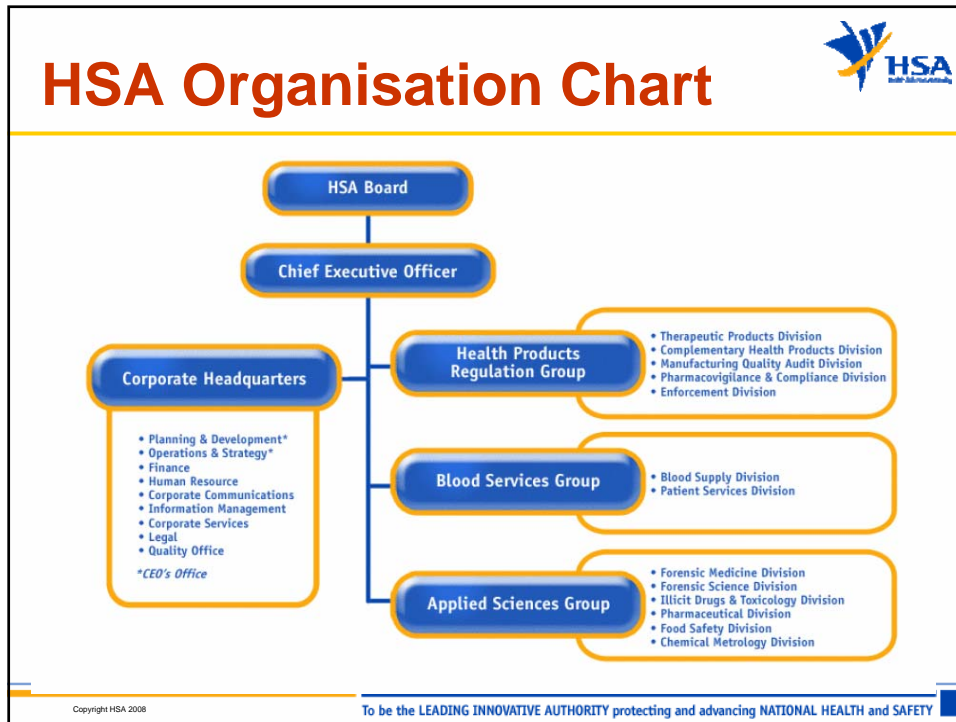 HSA Organisation Chart
HSA
HSA Board
Chief Executive Officer
Corporate Headquarters
• Planning & Development*
• Operations & Strategy*
• Finance
• Human Resource
• Corporate Communications
• Information Management
• Corporate Services
• Legal
• Quality Office
*CEO's Office
Health Products
Regulation Group
• Therapeutic Products Division
• Complementary Health Products Division
• Manufacturing Quality Audit Division
• Pharmacovigilance & Compliance Division
• Enforcement Division
Blood Services Group
• Blood Supply Division
• Patient Services Division
Applied Sciences Group
• Forensic Medicine Division
• Forensic Science Division
• Illicit Drugs & Toxicology Division
• Pharmaceutical Division
• Food Safety Division
• Chemical Metrology Division
Copyright HSA 2008
To be the LEADING INNOVATIVE AUTHORITY protecting and advancing NATIONAL HEALTH and SAFETY